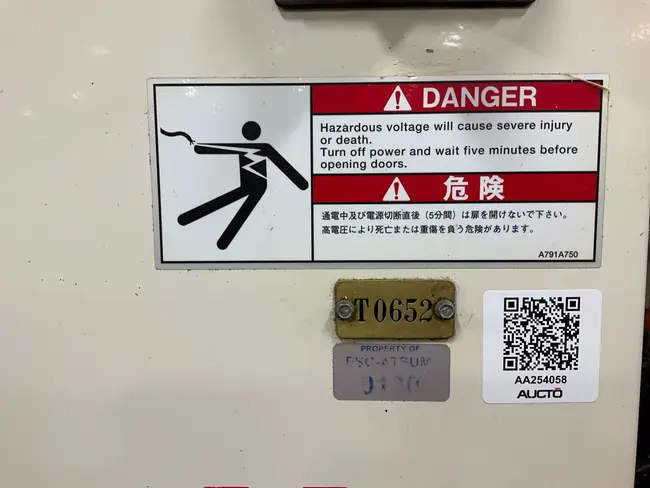 DANGER
Hazardous voltage will cause severe injury
or death.
Turn off power and wait five minutes before
opening doors.
危険
通電中及び電源切断直後（5分間）は扉を開けないで下さい。
高電圧により死亡または重傷を負う危険があります。
A791A750
T0652
PROPERTY OF
AA254058
AUCTO